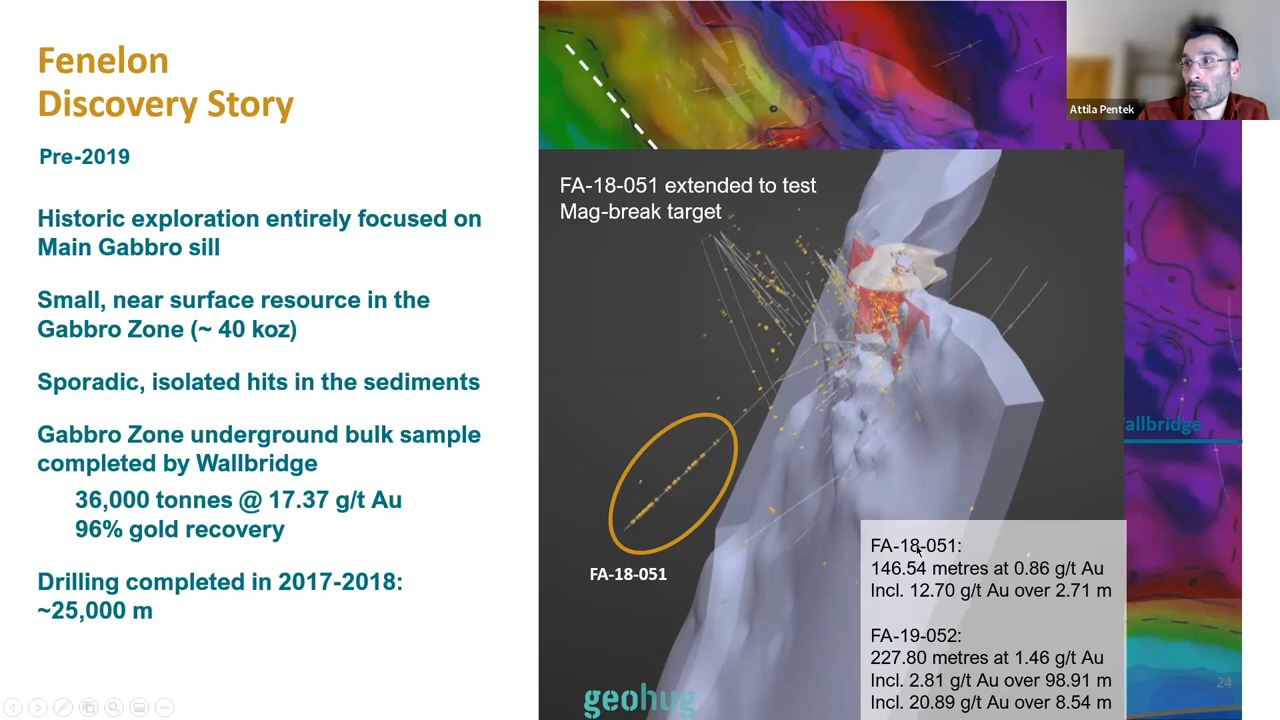 Fenelon
Discovery Story
Pre-2019
Historic exploration entirely focused on
Main Gabbro sill
Small, near surface resource in the
Gabbro Zone (~ 40 koz)
Sporadic, isolated hits in the sediments
Gabbro Zone underground bulk sample
completed by Wallbridge
36,000 tonnes @ 17.37 g/t Au
96% gold recovery
Drilling completed in 2017-2018:
~25,000 m
Attila Pentek
FA-18-051 extended to test
Mag-break target
allbridge
FA-18-051
FA-18-051:
146.54 metres at 0.86 g/t Au
Incl. 12.70 g/t Au over 2.71 m
FA-19-052:
227.80 metres at 1.46 g/t Au
Incl. 2.81 g/t Au over 98.91 m
Incl. 20.89 g/t Au over 8.54 m
24
geohug